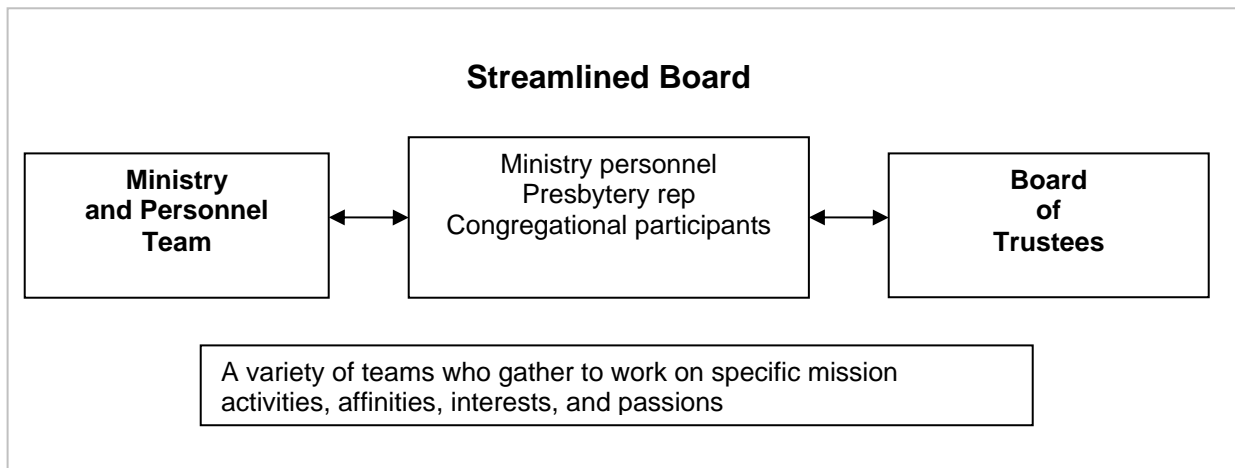 Streamlined Board
Ministry
and Personnel
Team
Ministry personnel
Presbytery rep
Congregational participants
Board
of
Trustees
A variety of teams who gather to work on specific mission
activities, affinities, interests, and passions